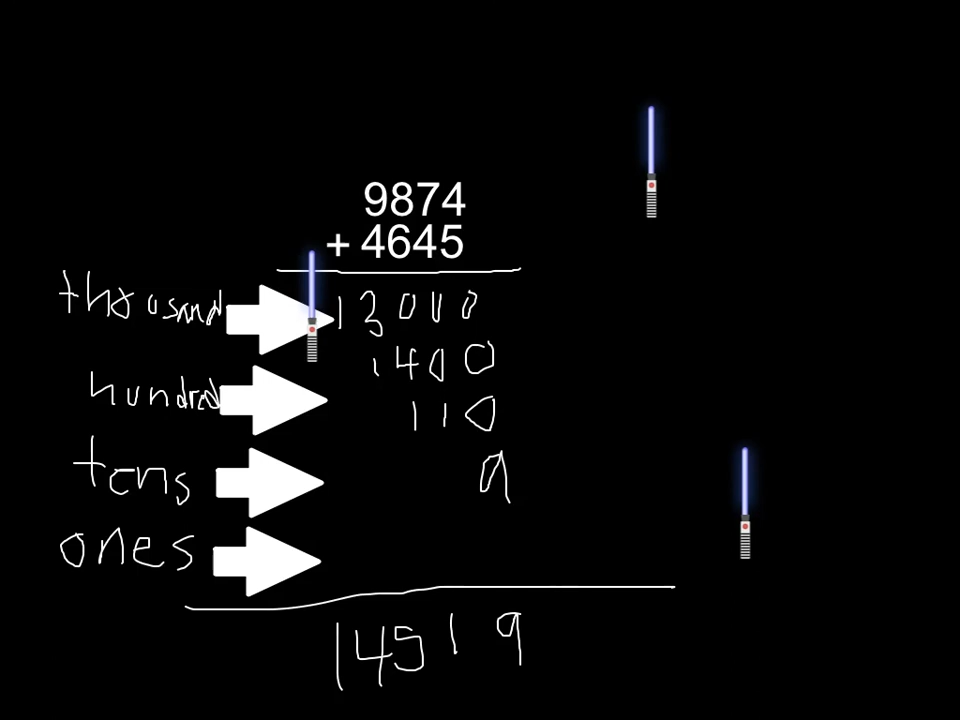 9874
+ 4645
thousand 13000
1400
hundred 110
tens 9
ones
14519